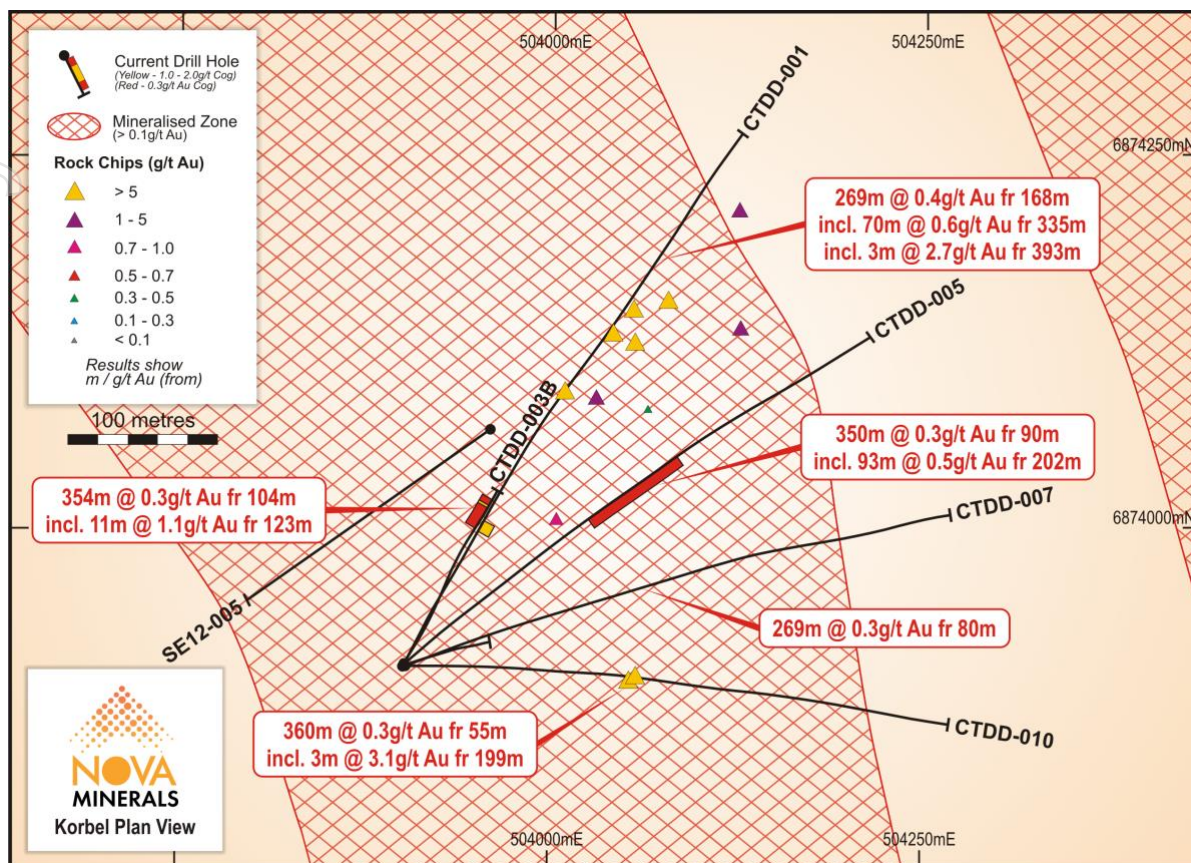 504000mE
504250mE
Current Drill Hole
(Yellow - 1.0 - 2.0g/t Cog)
(Red - 0.3g/t Au Cog)
Mineralised Zone
(> 0.1g/t Au)
Rock Chips (g/t Au)
> 5
1 - 5
0.7 - 1.0
0.5 - 0.7
0.3 - 0.5
0.1 - 0.3
< 0.1
Results show
m / g/t Au (from)
100 metres
CTDD-001
6874250mN
269m @ 0.4g/t Au fr 168m
incl. 70m @ 0.6g/t Au fr 335m
incl. 3m @ 2.7g/t Au fr 393m
CTDD-005
CTDD-003B
350m @ 0.3g/t Au fr 90m
incl. 93m @ 0.5g/t Au fr 202m
354m @ 0.3g/t Au fr 104m
incl. 11m @ 1.1g/t Au fr 123m
CTDD-007
6874000mN
SE12-005
269m @ 0.3g/t Au fr 80m
360m @ 0.3g/t Au fr 55m
incl. 3m @ 3.1g/t Au fr 199m
CTDD-010
NOVA
MINERALS
Korbel Plan View
504000mE
504250mE